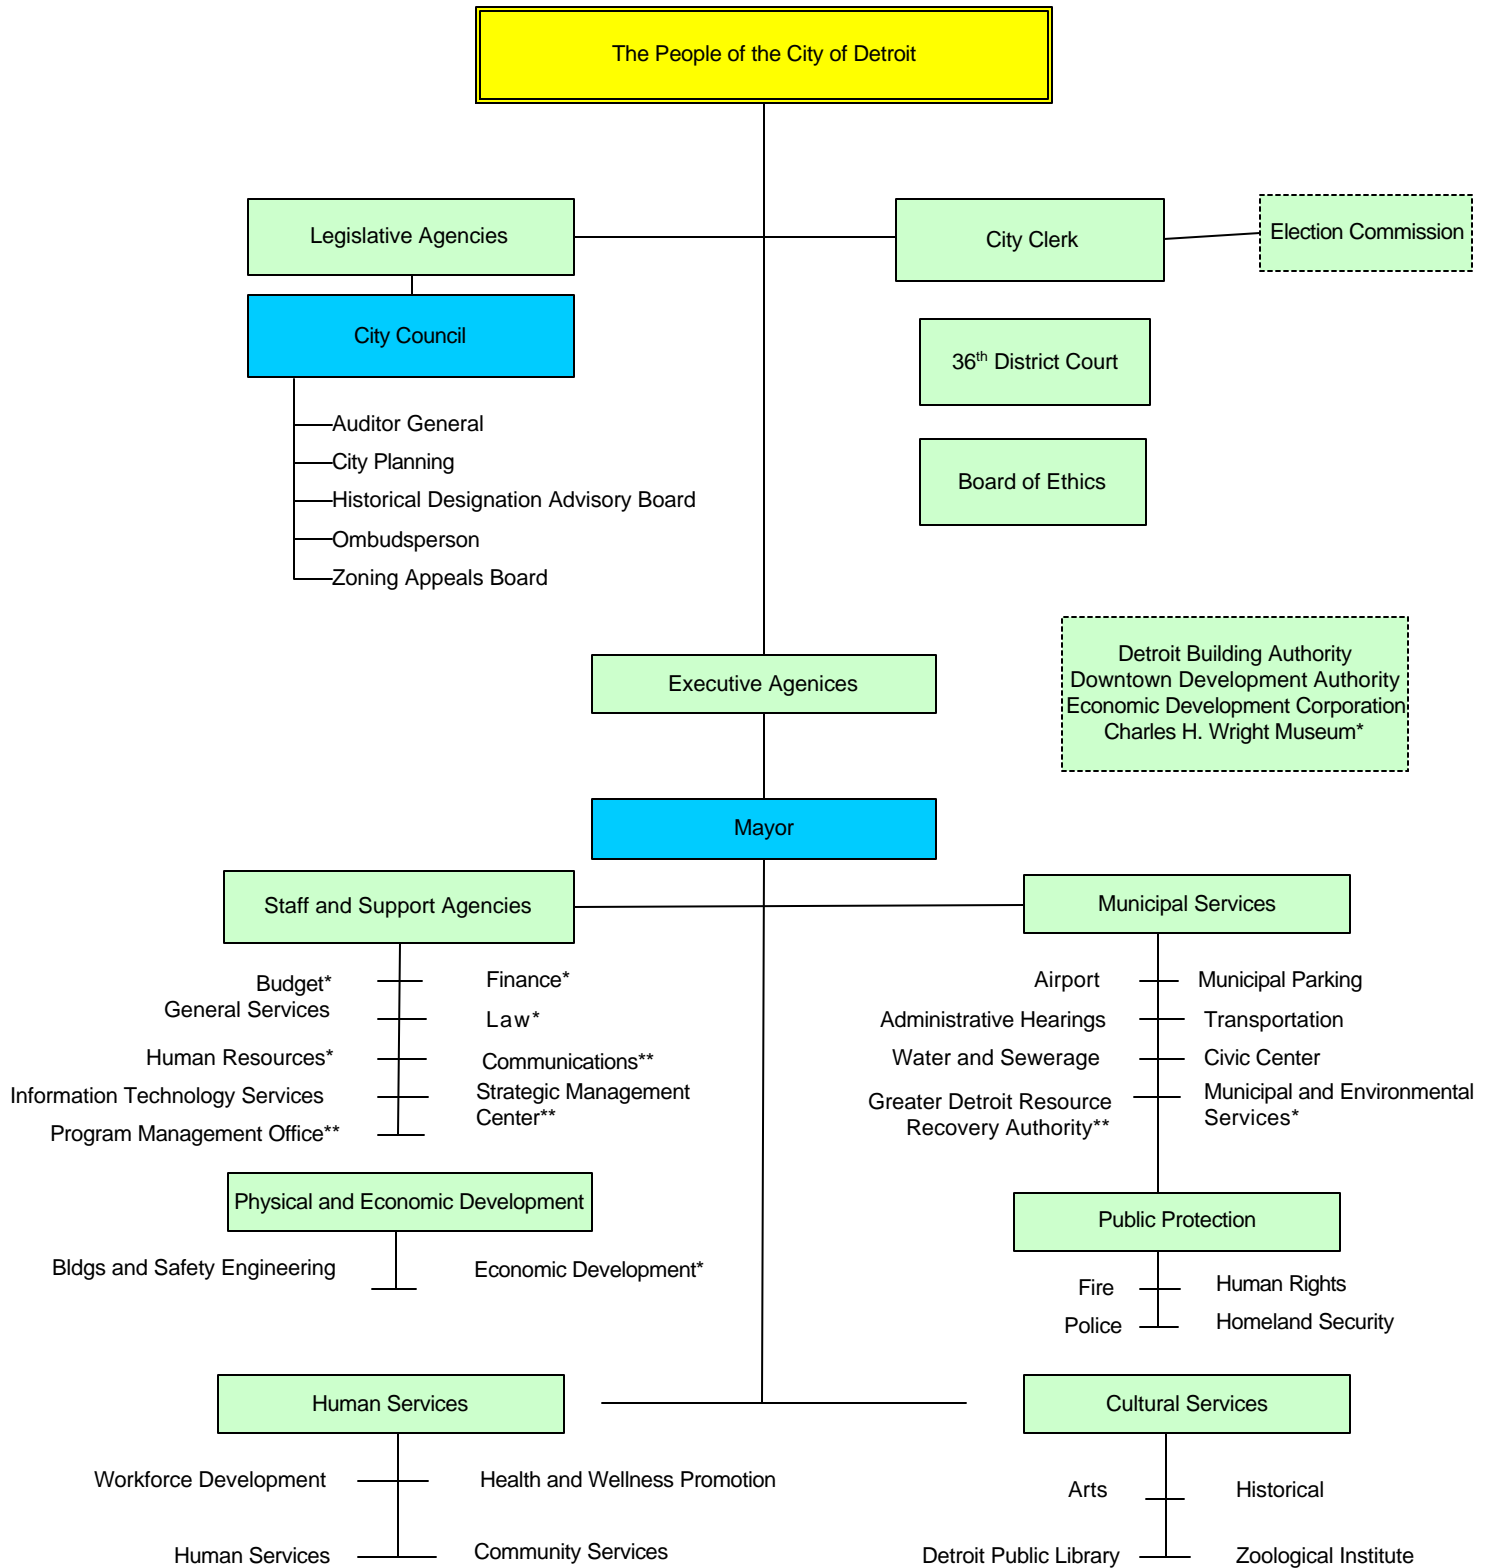 The People of the City of Detroit
Legislative Agencies
City Clerk
Election Commission
City Council
36th District Court
Auditor General
City Planning
Historical Designation Advisory Board
Ombudsperson
Zoning Appeals Board
Board of Ethics
Detroit Building Authority
Downtown Development Authority
Economic Development Corporation
Charles H. Wright Museum*
Executive Agenices
Mayor
Staff and Support Agencies
Budget*
General Services
Human Resources*
Information Technology Services
Program Management Office**
Finance*
Law*
Communications**
Strategic Management
Center**
Municipal Services
Airport
Administrative Hearings
Water and Sewerage
Greater Detroit Resource
Recovery Authority**
Municipal Parking
Transportation
Civic Center
Municipal and Environmental
Services*
Physical and Economic Development
Bldgs and Safety Engineering
Economic Development*
Public Protection
Fire
Police
Human Rights
Homeland Security
Human Services
Workforce Development
Human Services
Health and Wellness Promotion
Community Services
Cultural Services
Arts
Detroit Public Library
Historical
Zoological Institute